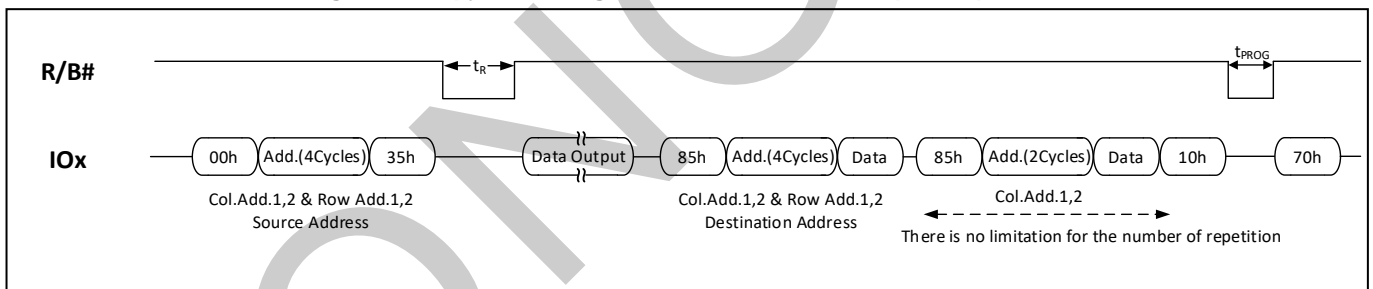 R/B#
tR
tPROG
IOx
00h Add.(4Cycles) 35h Data Output 85h Add.(4Cycles) Data 85h Add.(2Cycles) Data 10h 70h
Col.Add.1,2 & Row Add.1,2
Source Address
Col.Add.1,2 & Row Add.1,2
Destination Address
Col.Add.1,2
There is no limitation for the number of repetition